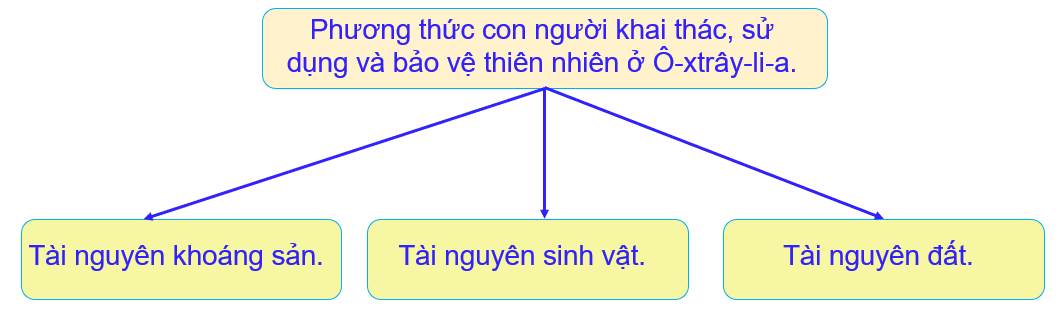 Phương thức con người khai thác, sử
dụng và bảo vệ thiên nhiên ở Ô-xtrây-li-a.
Tài nguyên khoáng sản.
Tài nguyên sinh vật.
Tài nguyên đất.